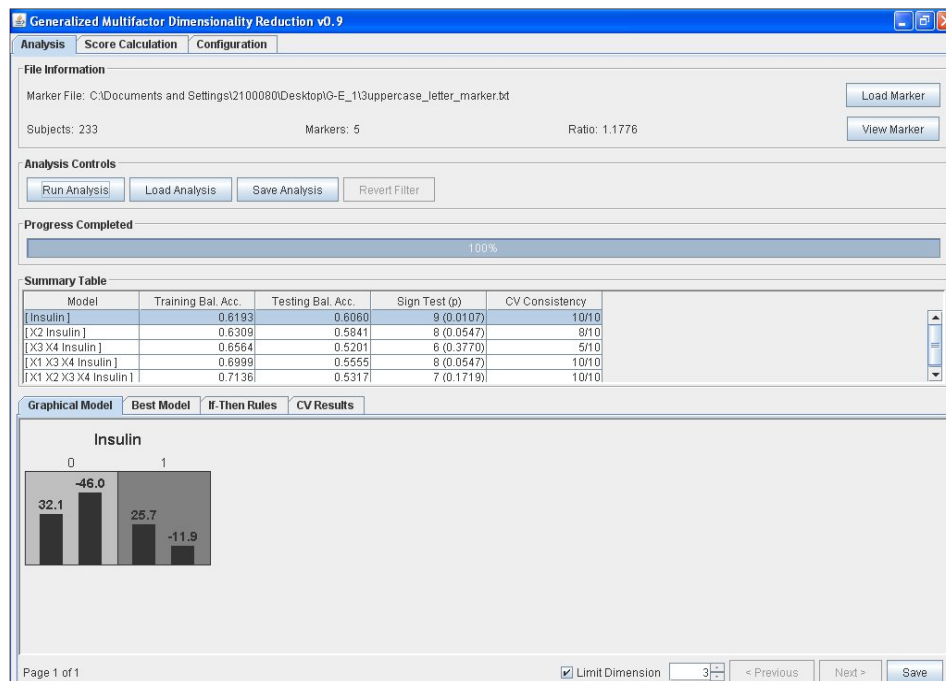 Generalized Multifactor Dimensionality Reduction v0.9
Analysis Score Calculation Configuration
File Information
Marker File: C:\Documents and Settings\2100080\Desktop\G-E_1\3uppercase_letter_marker.txt Load Marker
Subjects: 233 Markers: 5 Ratio: 1.1776 View Marker
Analysis Controls
Run Analysis Load Analysis Save Analysis Revert Filter
Progress Completed
100%
Summary Table
Model Training Bal. Acc. Testing Bal. Acc. Sign Test (p) CV Consistency
[ Insulin ] 0.6193 0.6060 9 (0.0107) 10/10
[ X2 Insulin ] 0.6309 0.5841 8 (0.0547) 8/10
[ X3 X4 Insulin ] 0.6564 0.5201 6 (0.3770) 5/10
[ X1 X3 X4 Insulin ] 0.6999 0.5555 8 (0.0547) 10/10
[ X1 X2 X3 X4 Insulin ] 0.7136 0.5317 7 (0.1719) 10/10
Graphical Model Best Model If-Then Rules CV Results
Insulin
0 1
32.1 -46.0 25.7 -11.9
Page 1 of 1 Limit Dimension 3 < Previous Next > Save